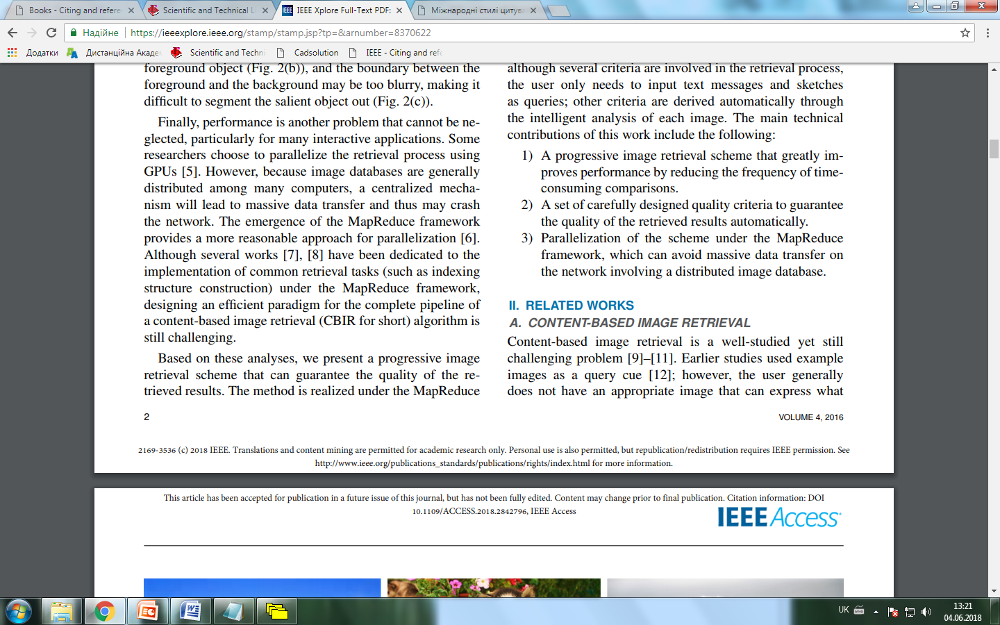 Books - Citing and refere
Scientific and Technical Li
IEEE Xplore Full-Text PDF:
Міжнародні стилі цитува
Надійне
https://ieeexplore.ieee.org/stamp/stamp.jsp?tp=&arnumber=8370622
Додатки
Дистанційна Акаде
Scientific and Techni
Cadsolution
IEEE - Citing and refe
foreground object (Fig. 2(b)), and the boundary between the
foreground and the background may be too blurry, making it
difficult to segment the salient object out (Fig. 2(c)).
Finally, performance is another problem that cannot be ne-
glected, particularly for many interactive applications. Some
researchers choose to parallelize the retrieval process using
GPUs [5]. However, because image databases are generally
distributed among many computers, a centralized mecha-
nism will lead to massive data transfer and thus may crash
the network. The emergence of the MapReduce framework
provides a more reasonable approach for parallelization [6].
Although several works [7], [8] have been dedicated to the
implementation of common retrieval tasks (such as indexing
structure construction) under the MapReduce framework,
designing an efficient paradigm for the complete pipeline of
a content-based image retrieval (CBIR for short) algorithm is
still challenging.
Based on these analyses, we present a progressive image
retrieval scheme that can guarantee the quality of the re-
trieved results. The method is realized under the MapReduce
although several criteria are involved in the retrieval process,
the user only needs to input text messages and sketches
as queries; other criteria are derived automatically through
the intelligent analysis of each image. The main technical
contributions of this work include the following:
1) A progressive image retrieval scheme that greatly im-
proves performance by reducing the frequency of time-
consuming comparisons.
2) A set of carefully designed quality criteria to guarantee
the quality of the retrieved results automatically.
3) Parallelization of the scheme under the MapReduce
framework, which can avoid massive data transfer on
the network involving a distributed image database.
II. RELATED WORKS
A. CONTENT-BASED IMAGE RETRIEVAL
Content-based image retrieval is a well-studied yet still
challenging problem [9]–[11]. Earlier studies used example
images as a query cue [12]; however, the user generally
does not have an appropriate image that can express what
2
VOLUME 4, 2016
2169-3536 (c) 2018 IEEE. Translations and content mining are permitted for academic research only. Personal use is also permitted, but republication/redistribution requires IEEE permission. See
http://www.ieee.org/publications_standards/publications/rights/index.html for more information.
This article has been accepted for publication in a future issue of this journal, but has not been fully edited. Content may change prior to final publication. Citation information: DOI
10.1109/ACCESS.2018.2842796, IEEE Access
IEEE Access
UK
13:21
04.06.2018